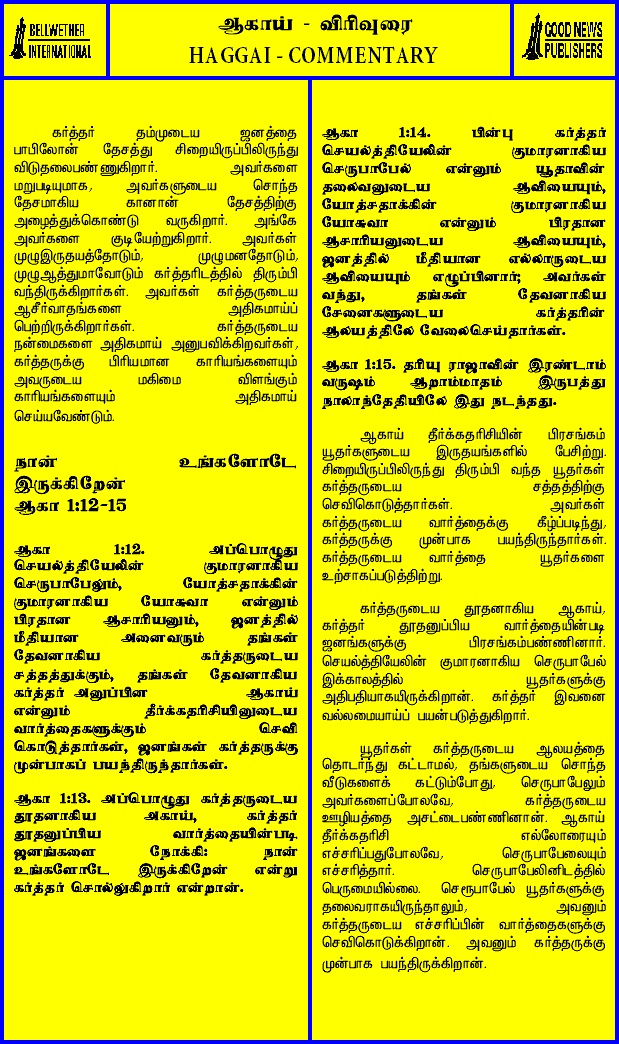 BELLWETHER
INTERNATIONAL
ஆகாய் - விரிவுரை
HAGGAI - COMMENTARY
GOOD NEWS
PUBLISHERS
கர்த்தர் தம்முடைய ஜனத்தை
பாபிலோன் தேசத்து சிறையிருப்பிலிருந்து
விடுதலைபண்ணுகிறார். அவர்களை
மறுபடியுமாக, அவர்களுடைய சொந்த
தேசமாகிய கானான் தேசத்திற்கு
அழைத்துக்கொண்டு வருகிறார். அங்கே
அவர்களை குடியேற்றுகிறார். அவர்கள்
முழுஇருதயத்தோடும், முழுமனதோடும்,
முழுஆத்துமாவோடும் கர்த்தரிடத்தில் திரும்பி
வந்திருக்கிறார்கள். அவர்கள் கர்த்தருடைய
ஆசீர்வாதங்களை அதிகமாய்ப்
பெற்றிருக்கிறார்கள். கர்த்தருடைய
நன்மைகளை அதிகமாய் அனுபவிக்கிறவர்கள்,
கர்த்தருக்கு பிரியமான காரியங்களையும்
அவருடைய மகிமை விளங்கும்
காரியங்களையும் அதிகமாய்
செய்யவேண்டும்.
நான் உங்களோடே
இருக்கிறேன்
ஆகா 1:12-15
ஆகா 1:12. அப்பொழுது
செயல்த்தியேலின் குமாரனாகிய
செருபாபேலும், யோத்சதாக்கின்
குமாரனாகிய யோசுவா என்னும்
பிரதான ஆசாரியனும், ஜனத்தில்
மீதியான அனைவரும் தங்கள்
தேவனாகிய கர்த்தருடைய
சத்தத்துக்கும், தங்கள் தேவனாகிய
கர்த்தர் அனுப்பின ஆகாய்
என்னும் தீர்க்கதரிசியினுடைய
வார்த்தைகளுக்கும் செவி
கொடுத்தார்கள், ஜனங்கள் கர்த்தருக்கு
முன்பாகப் பயந்திருந்தார்கள்.
ஆகா 1:13. அப்பொழுது கர்த்தருடைய
தூதனாகிய அகாய், கர்த்தர்
தூதனுப்பிய வார்த்தையின்படி
ஜனங்களை நோக்கி: நான்
உங்களோடே இருக்கிறேன் என்று
கர்த்தர் சொல்லுகிறார் என்றான்.
ஆகா 1:14. பின்பு கர்த்தர்
செயல்த்தியேலின் குமாரனாகிய
செருபாபேல் என்னும் யூதாவின்
தலைவனுடைய ஆவியையும்,
யோத்சதாக்கின் குமாரனாகிய
யோசுவா என்னும் பிரதான
ஆசாரியனுடைய ஆவியையும்,
ஜனத்தில் மீதியான எல்லாருடைய
ஆவியையும் எழுப்பினார்; அவர்கள்
வந்து, தங்கள் தேவனாகிய
சேனைகளுடைய கர்த்தரின்
ஆலயத்திலே வேலைசெய்தார்கள்.
ஆகா 1:15. தரியு ராஜாவின் இரண்டாம்
வருஷம் ஆறாம்மாதம் இருபத்து
நாலாந்தேதியிலே இது நடந்தது.
ஆகாய் தீர்க்கதரிசியின் பிரசங்கம்
யூதர்களுடைய இருதயங்களில் பேசிற்று.
சிறையிருப்பிலிருந்து திரும்பி வந்த யூதர்கள்
கர்த்தருடைய சத்தத்திற்கு
செவிகொடுத்தார்கள். அவர்கள்
கர்த்தருடைய வார்த்தைக்கு கீழ்ப்படிந்து,
கர்த்தருக்கு முன்பாக பயந்திருந்தார்கள்.
கர்த்தருடைய வார்த்தை யூதர்களை
உற்சாகப்படுத்திற்று.
கர்த்தருடைய தூதனாகிய ஆகாய்,
கர்த்தர் தூதனுப்பிய வார்த்தையின்படி
ஜனங்களுக்கு பிரசங்கம்பண்ணினார்.
செயல்த்தியேலின் குமாரனாகிய செருபாபேல்
இக்காலத்தில் யூதர்களுக்கு
அதிபதியாகயிருக்கிறான். கர்த்தர் இவனை
வல்லமையாய்ப் பயன்படுத்துகிறார்.
யூதர்கள் கர்த்தருடைய ஆலயத்தை
தொடர்ந்து கட்டாமல், தங்களுடைய சொந்த
வீடுகளைக் கட்டும்போது, செருபாபேலும்
அவர்களைப்போலவே, கர்த்தருடைய
ஊழியத்தை அசட்டைபண்ணினான். ஆகாய்
தீர்க்கதரிசி எல்லோரையும்
எச்சரிப்பதுபோலவே, செருபாபேலையும்
எச்சரித்தார். செருபாபேலினிடத்தில்
பெருமையில்லை. செரூபாபேல் யூதர்களுக்கு
தலைவராகயிருந்தாலும், அவனும்
கர்த்தருடைய எச்சரிப்பின் வார்த்தைகளுக்கு
செவிகொடுக்கிறான். அவனும் கர்த்தருக்கு
முன்பாக பயந்திருக்கிறான்.